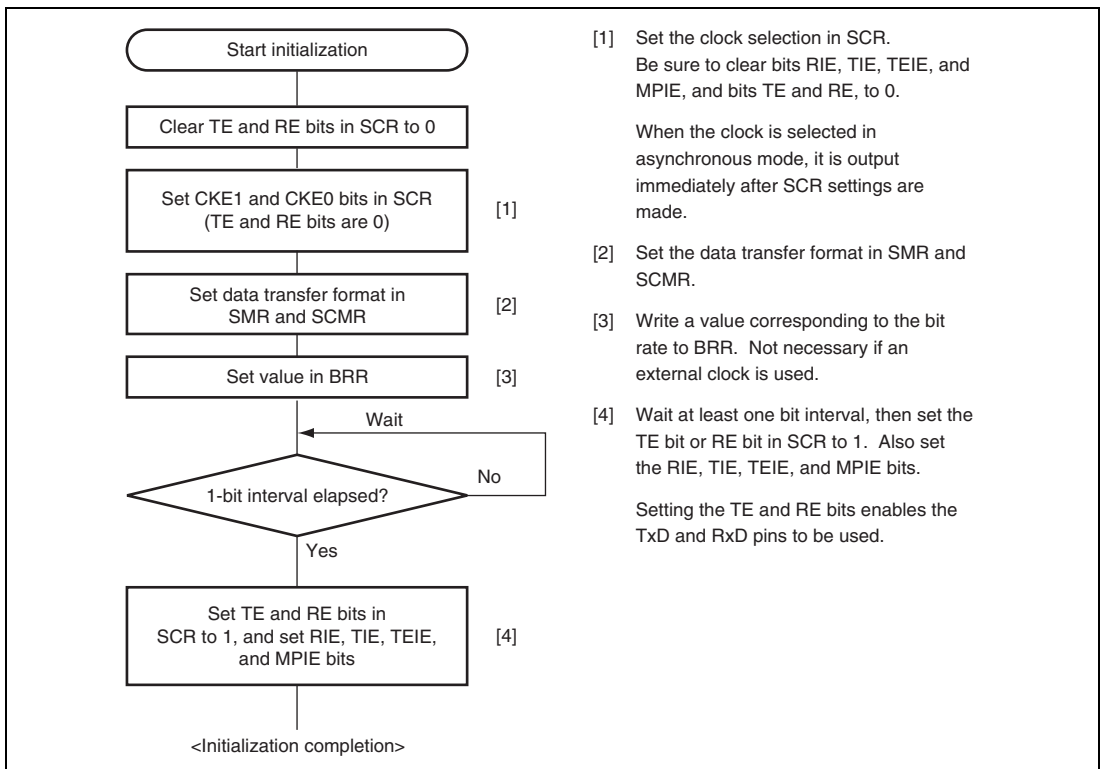 Start initialization
Clear TE and RE bits in SCR to 0
Set CKE1 and CKE0 bits in SCR
(TE and RE bits are 0)
[1]
Set data transfer format in
SMR and SCMR
[2]
Set value in BRR
[3]
Wait
1-bit interval elapsed?
No
Yes
Set TE and RE bits in
SCR to 1, and set RIE, TIE, TEIE,
and MPIE bits
[4]
<Initialization completion>
[1] Set the clock selection in SCR.
Be sure to clear bits RIE, TIE, TEIE, and
MPIE, and bits TE and RE, to 0.
When the clock is selected in
asynchronous mode, it is output
immediately after SCR settings are
made.
[2] Set the data transfer format in SMR and
SCMR.
[3] Write a value corresponding to the bit
rate to BRR. Not necessary if an
external clock is used.
[4] Wait at least one bit interval, then set the
TE bit or RE bit in SCR to 1. Also set
the RIE, TIE, TEIE, and MPIE bits.
Setting the TE and RE bits enables the
TxD and RxD pins to be used.